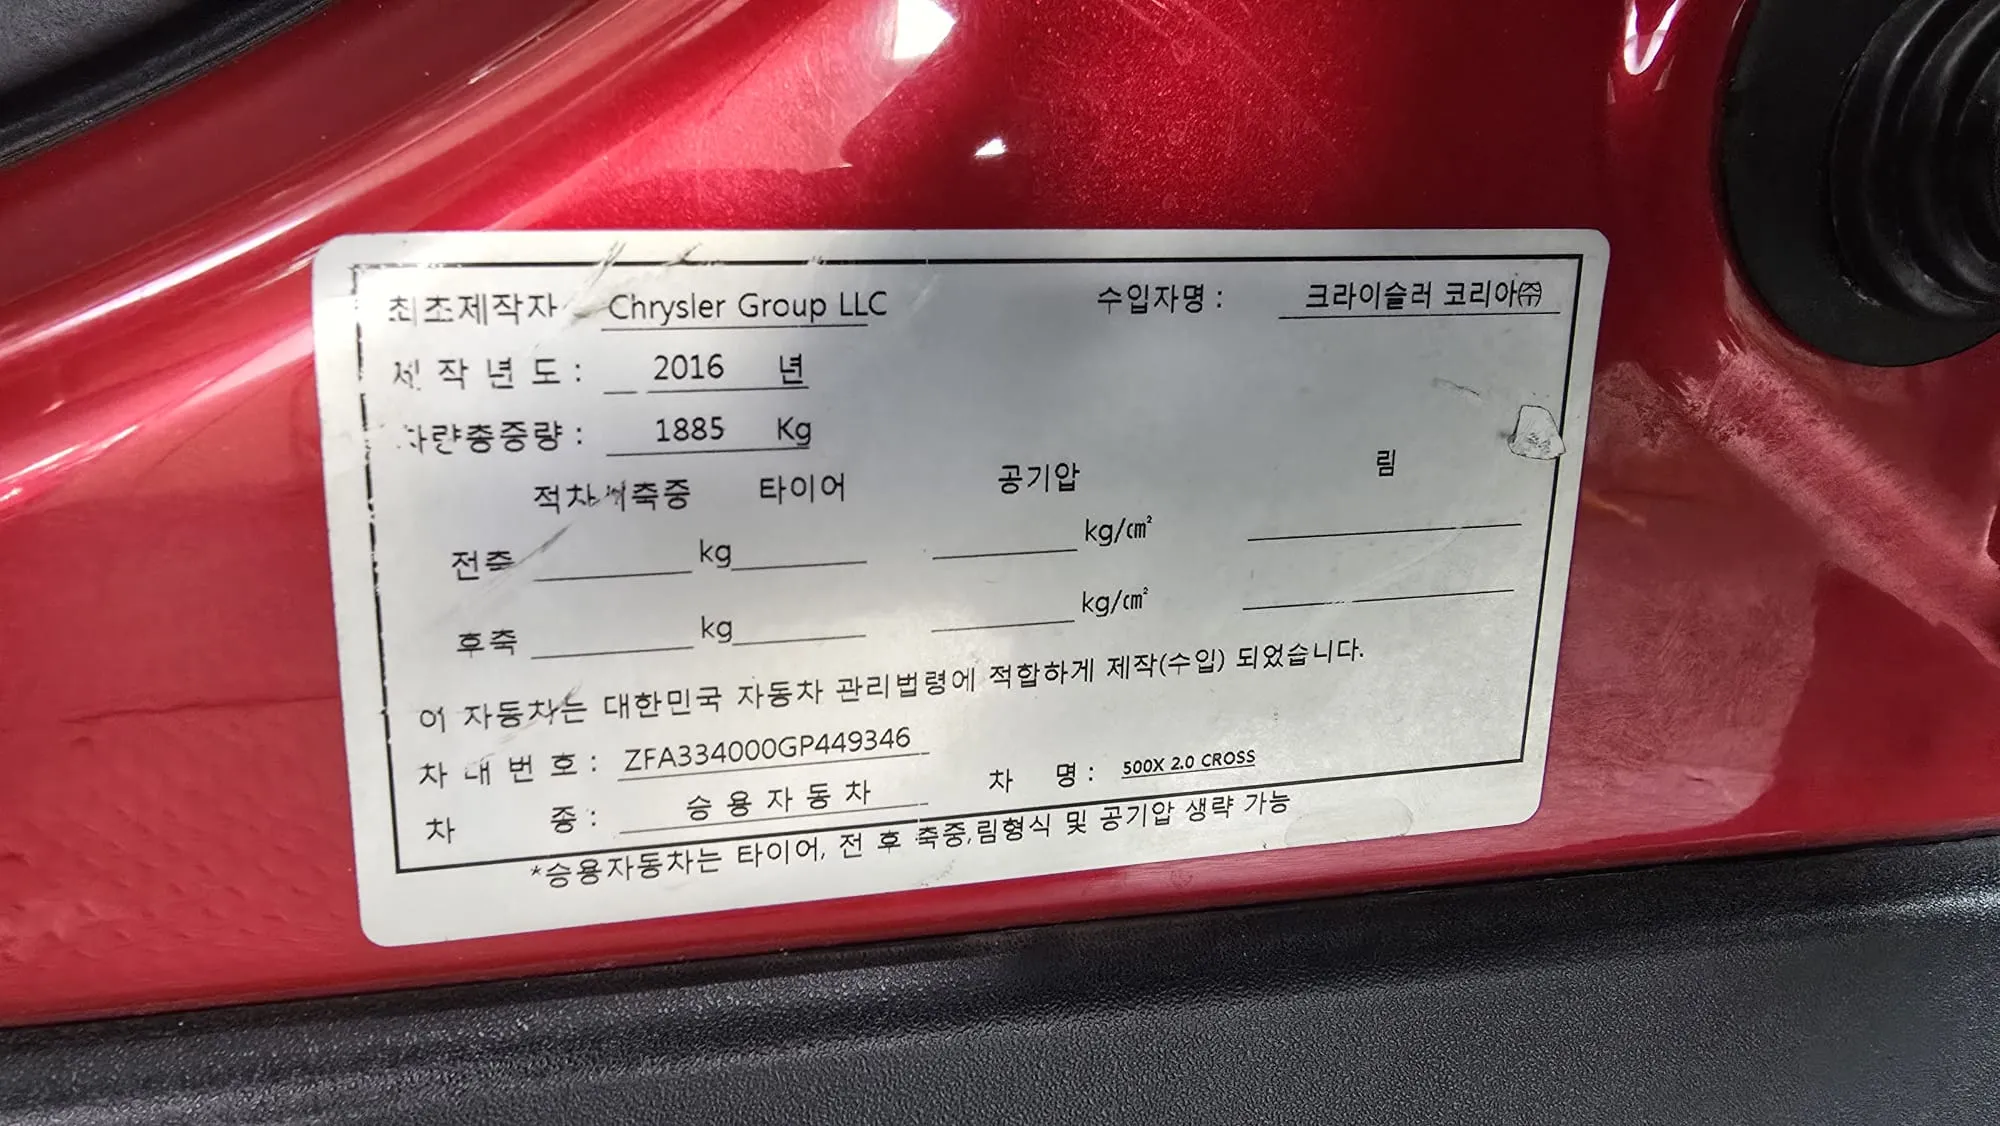 최초제작자 Chrysler Group LLC 수입자명 : 크라이슬러 코리아㈜
제 작 년 도 : 2016 년
차량총중량 : 1885 Kg
적차시축중 타이어 공기압 림
전축 kg kg/㎠
후축 kg kg/㎠
이 자동차는 대한민국 자동차 관리법령에 적합하게 제작(수입) 되었습니다.
차 대 번 호 : ZFA334000GP449346
차 종 : 승 용 자 동 차 차 명 : 500X 2.0 CROSS
*승용자동차는 타이어, 전 후 축중,림형식 및 공기압 생략 가능